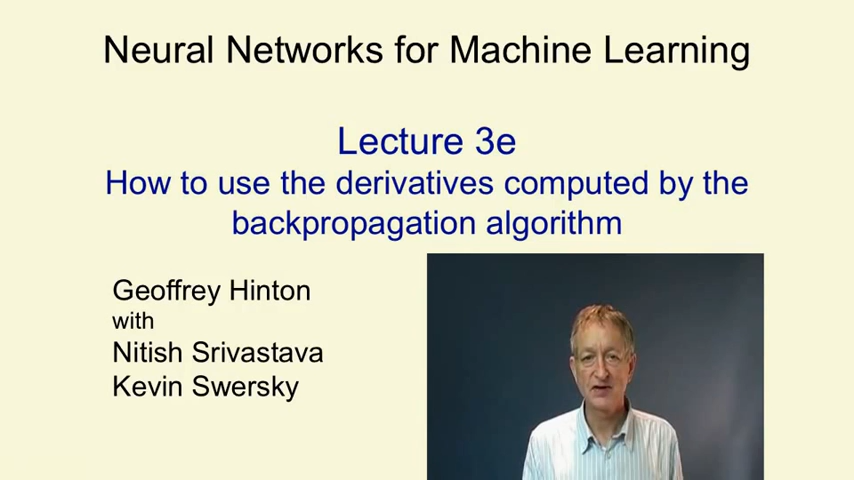 Neural Networks for Machine Learning
Lecture 3e
How to use the derivatives computed by the
backpropagation algorithm
Geoffrey Hinton
with
Nitish Srivastava
Kevin Swersky